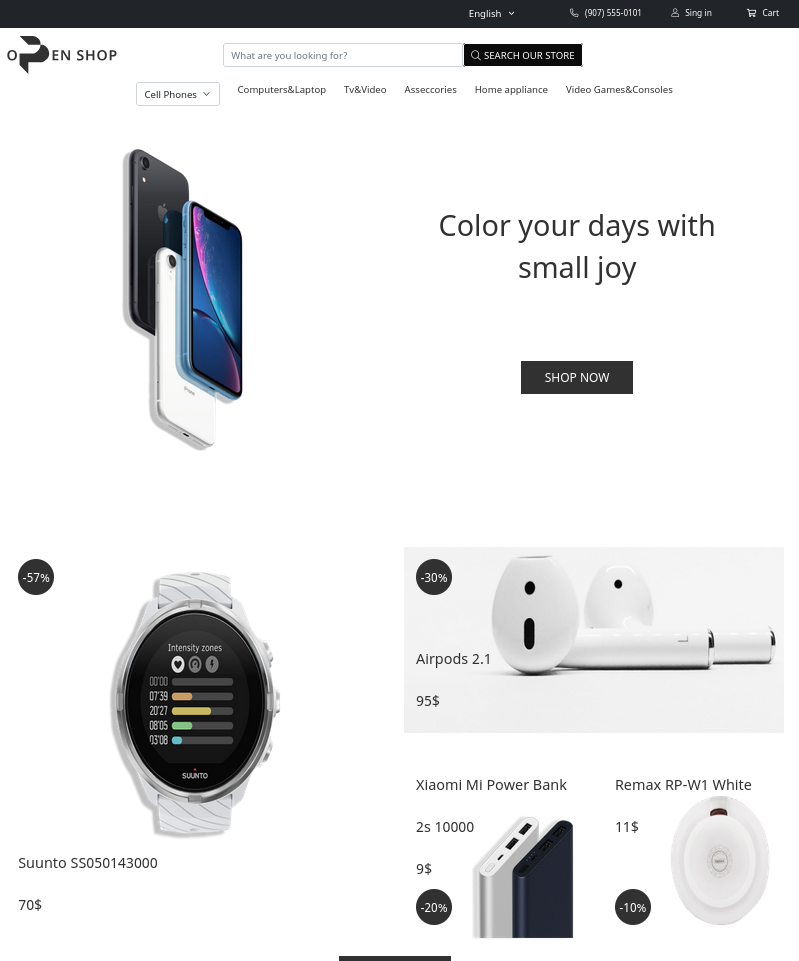 English
(907) 555-0101
Sing in
Cart
O EN SHOP
What are you looking for?
SEARCH OUR STORE
Cell Phones
Computers&Laptop
Tv&Video
Asseccories
Home appliance
Video Games&Consoles
Color your days with
small joy
iPhone
SHOP NOW
-57%
Intensity zones
00'00
07'39
20'27
08'05
03'08
SUUNTO
Suunto SS050143000
70$
-30%
Airpods 2.1
95$
Xiaomi Mi Power Bank
2s 10000
9$
-20%
Remax RP-W1 White
11$
-10%